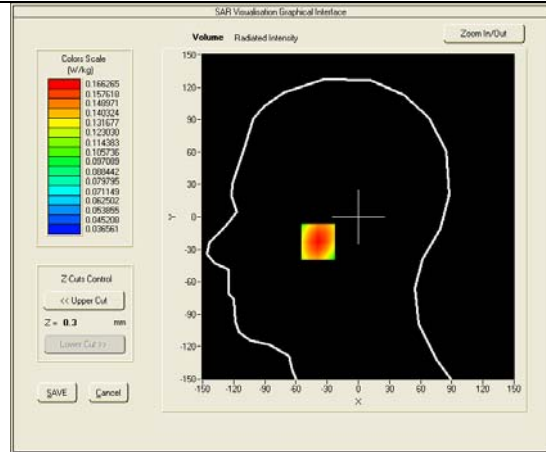 SAR Visualisation Graphical Interface
Volume Radiated Intensity
Zoom In/Out
Colors Scale
(W/kg)
0.166265
0.157618
0.148971
0.140324
0.131677
0.123030
0.114383
0.105736
0.097089
0.088442
0.079795
0.071149
0.062502
0.053855
0.045208
0.036561
Z-Cuts Control
<< Upper Cut
Z = 0.3 mm
Lower Cut >>
SAVE Cancel
150
120
90
60
30
0
-30
-60
-90
-120
-150
Y
-150 -120 -90 -60 -30 0 30 60 90 120 150
X